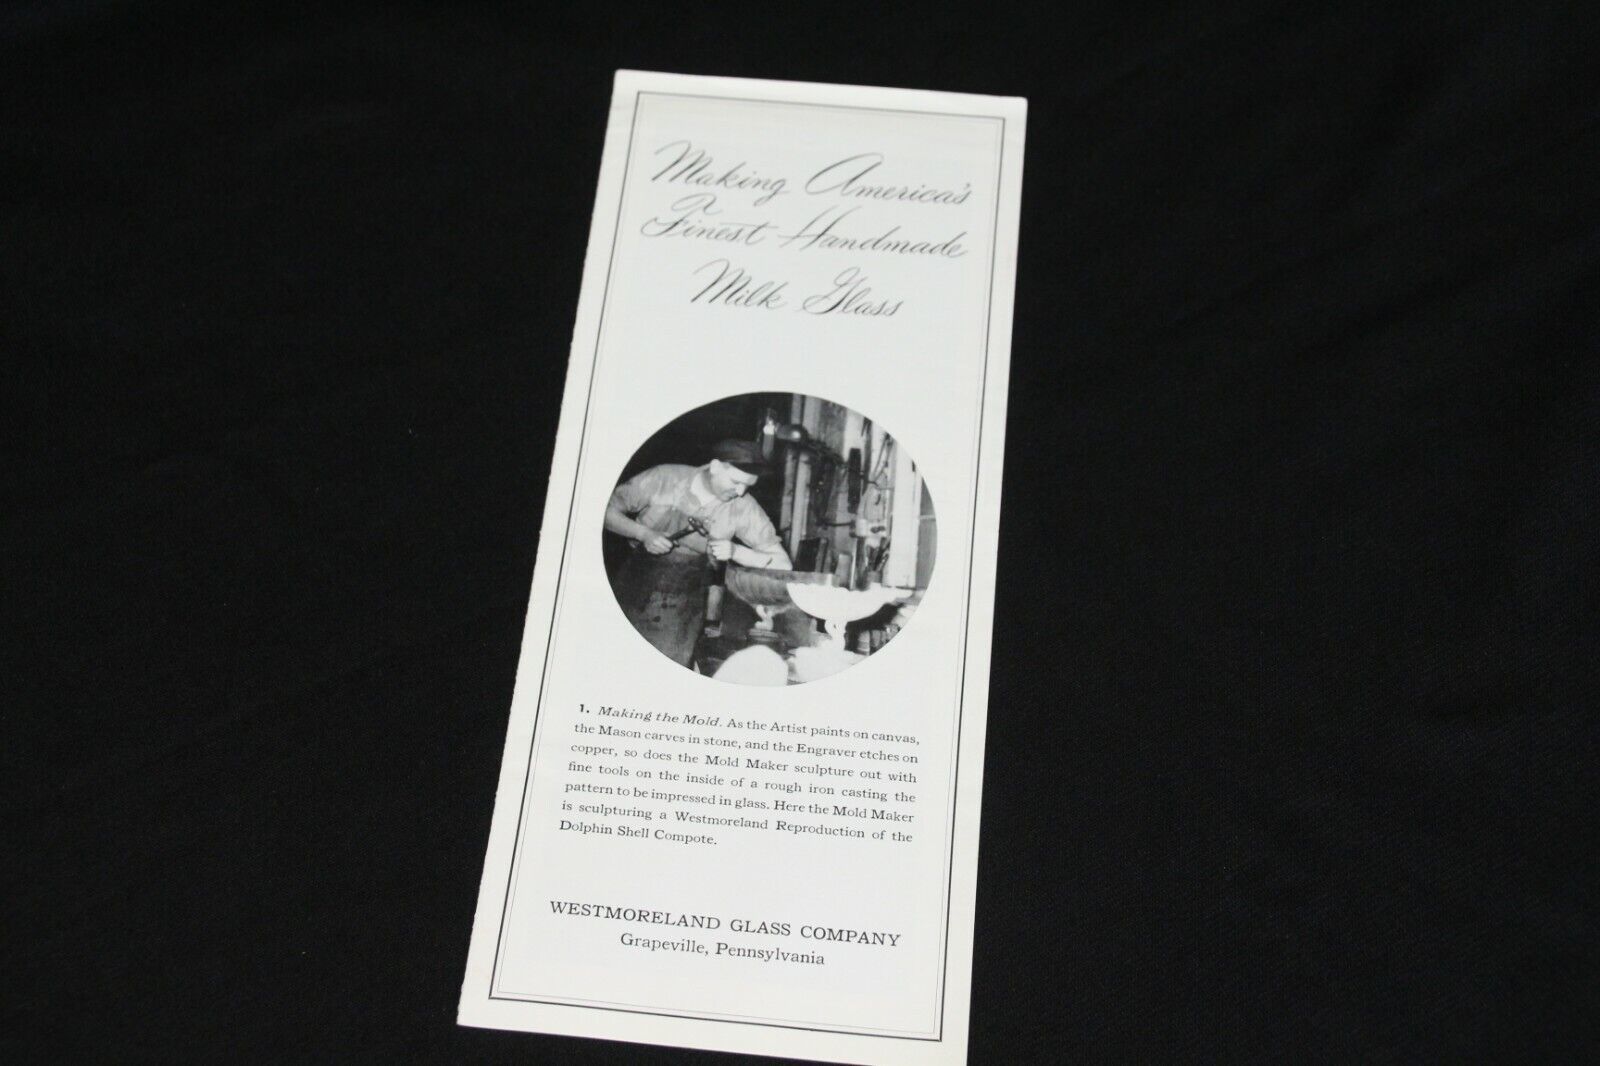 Making America's
Finest Handmade
Milk Glass
1. Making the Mold. As the Artist paints on canvas,
the Mason carves in stone, and the Engraver etches on
copper, so does the Mold Maker sculpture out with
fine tools on the inside of a rough iron casting the
pattern to be impressed in glass. Here the Mold Maker
is sculpturing a Westmoreland Reproduction of the
Dolphin Shell Compote.
WESTMORELAND GLASS COMPANY
Grapeville, Pennsylvania